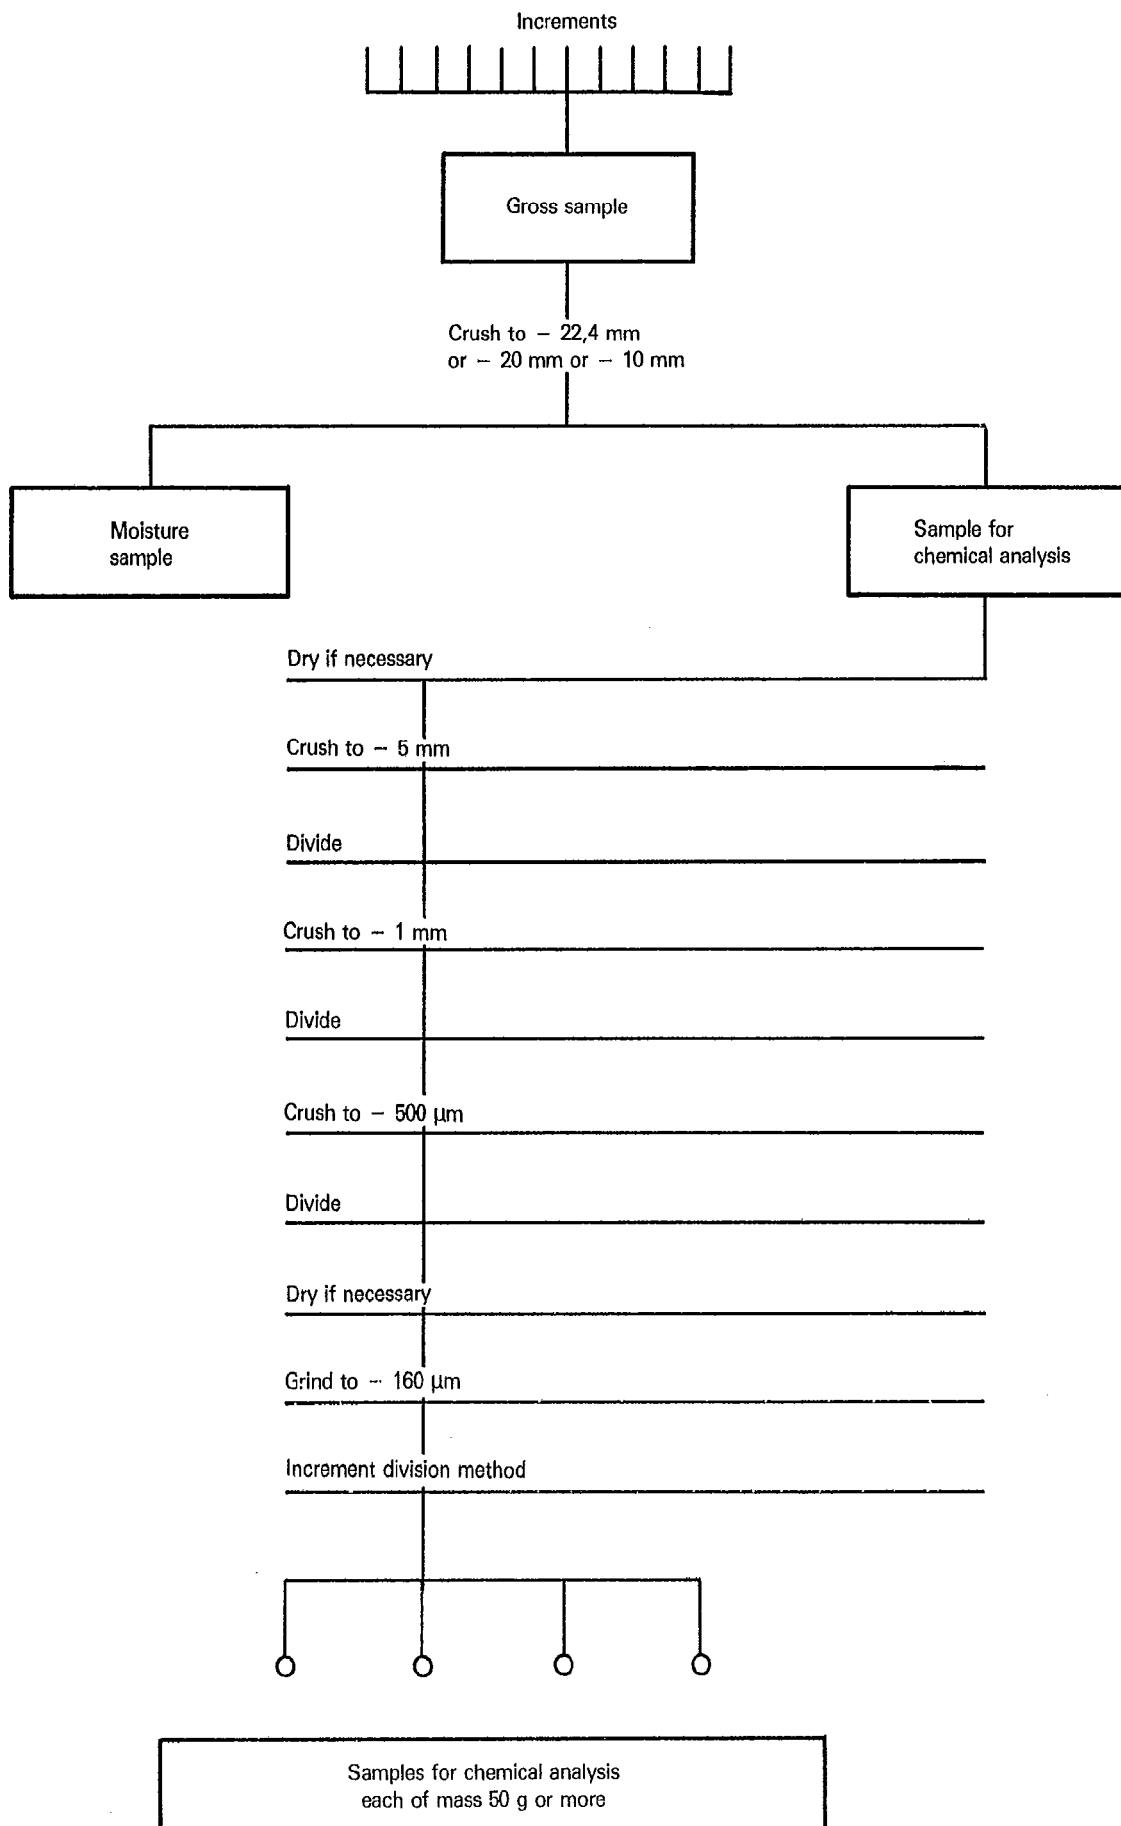 Increments
Gross sample
Crush to – 22,4 mm
or – 20 mm or – 10 mm
Moisture
sample
Sample for
chemical analysis
Dry if necessary
Crush to – 5 mm
Divide
Crush to – 1 mm
Divide
Crush to – 500 µm
Divide
Dry if necessary
Grind to – 160 µm
Increment division method
Samples for chemical analysis
each of mass 50 g or more